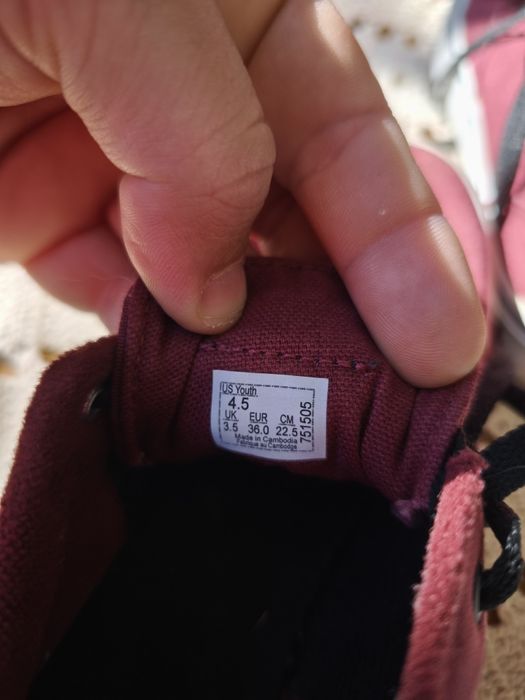 US Youth
4.5
UK EUR CM
3.5 36.0 22.5
Made in Cambodia
Fabriqué au Cambodge
751505